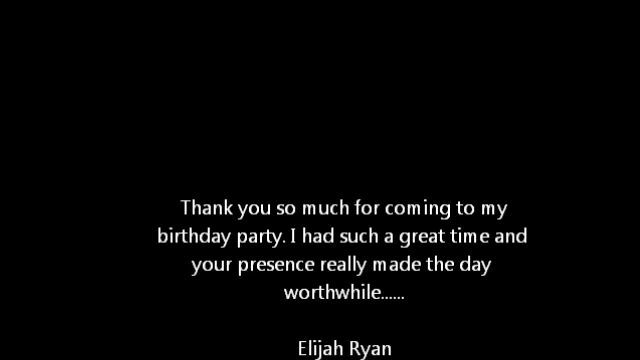 Thank you so much for coming to my
birthday party. I had such a great time and
your presence really made the day
worthwhile......
Elijah Ryan